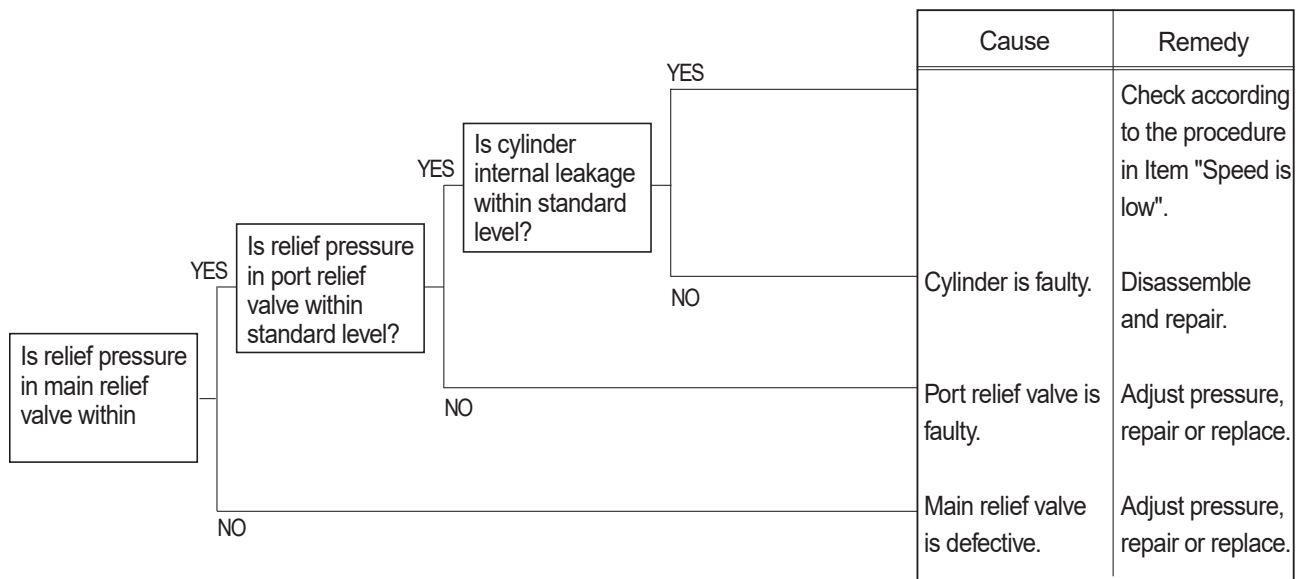 Cause
Remedy
YES
Check according
to the procedure
in Item "Speed is
low".
Is cylinder
internal leakage
within standard
level?
YES
Is relief pressure
in port relief
valve within
standard level?
YES
NO
Cylinder is faulty.
Disassemble
and repair.
Is relief pressure
in main relief
valve within
NO
Port relief valve is
faulty.
Adjust pressure,
repair or replace.
NO
Main relief valve
is defective.
Adjust pressure,
repair or replace.